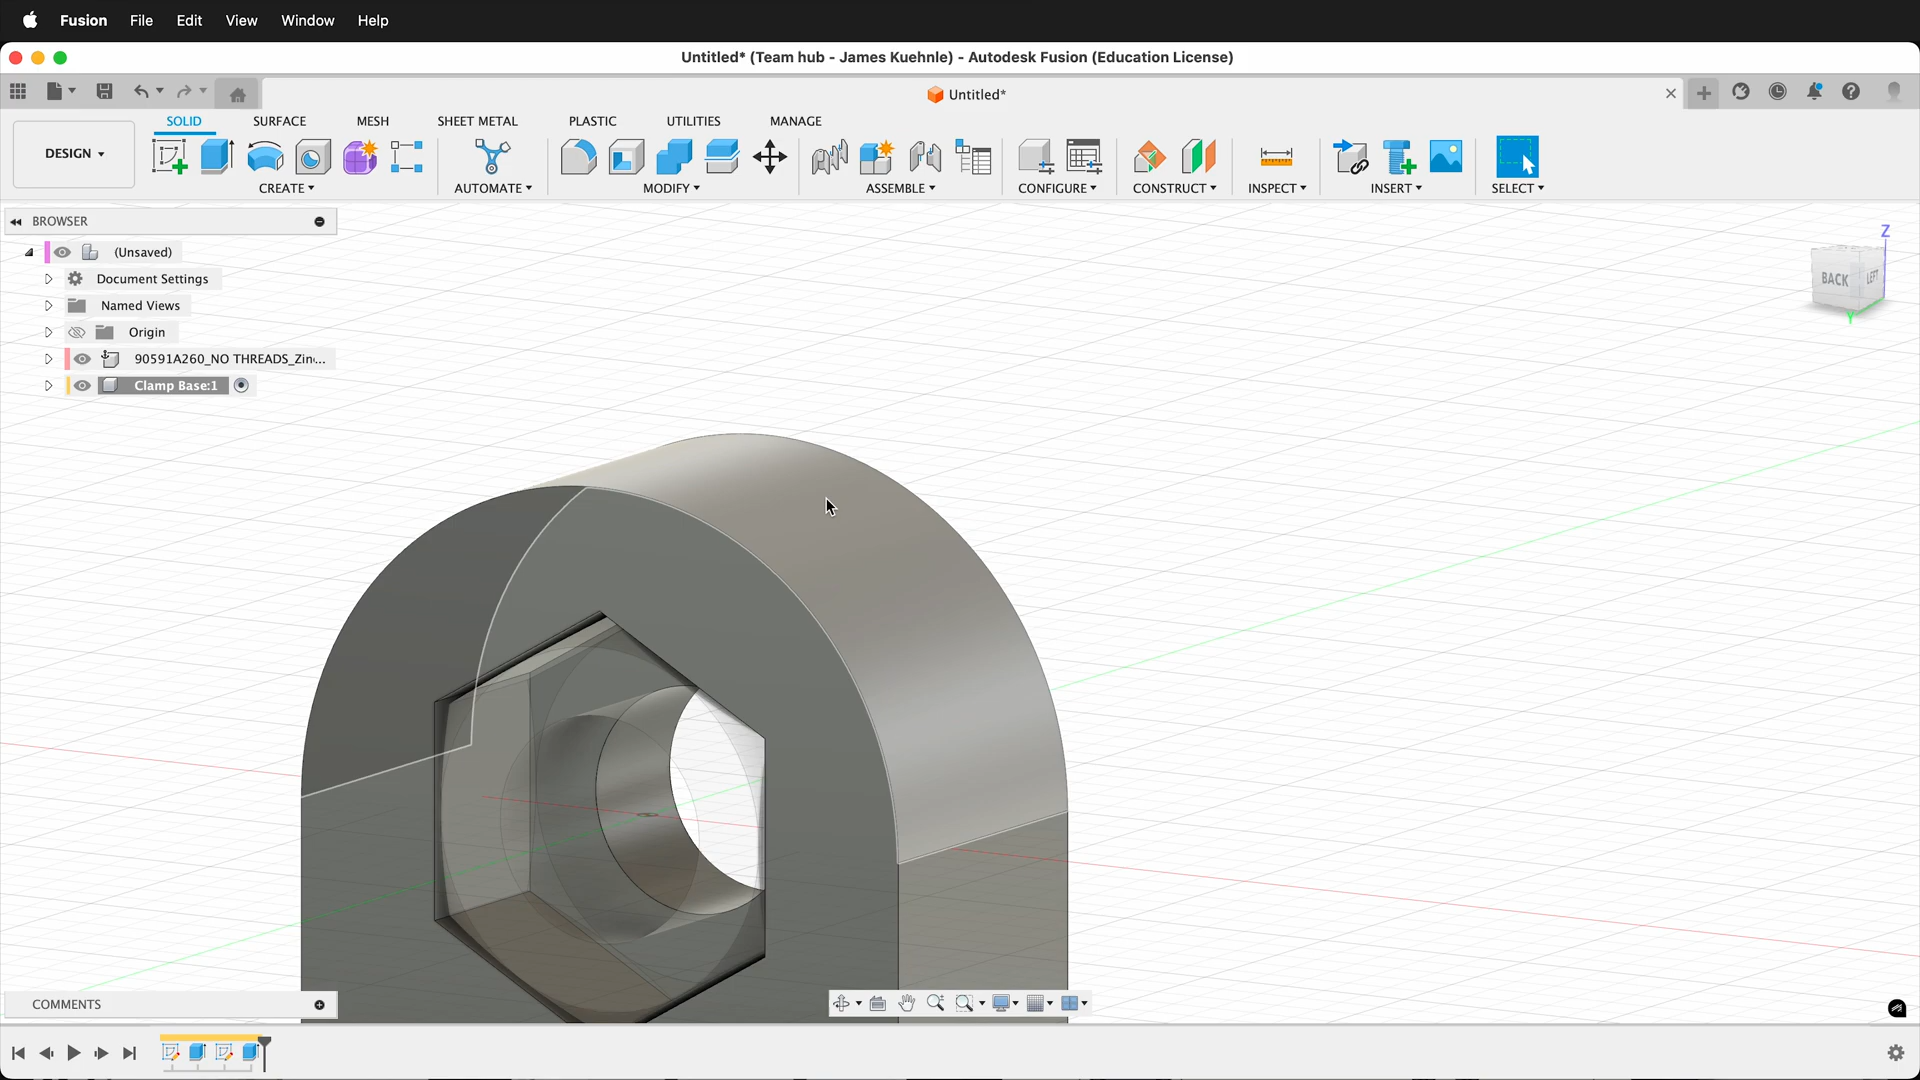 Fusion File Edit View Window Help
Untitled* (Team hub - James Kuehnle) - Autodesk Fusion (Education License)
Untitled*
SOLID SURFACE MESH SHEET METAL PLASTIC UTILITIES MANAGE
DESIGN
CREATE AUTOMATE MODIFY ASSEMBLE CONFIGURE CONSTRUCT INSPECT INSERT SELECT
BROWSER
(Unsaved)
Document Settings
Named Views
Origin
90591A260_NO THREADS_Zin...
Clamp Base:1
Z
BACK LEFT
Y
COMMENTS